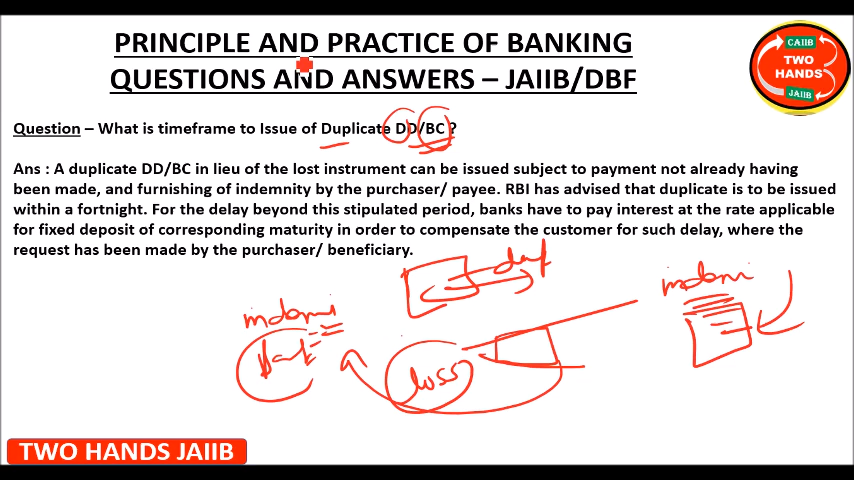 PRINCIPLE AND PRACTICE OF BANKING
QUESTIONS AND ANSWERS – JAIIB/DBF
CAIIB
TWO
HANDS
JAIIB
Question – What is timeframe to Issue of Duplicate DD/BC ?
Ans : A duplicate DD/BC in lieu of the lost instrument can be issued subject to payment not already having
been made, and furnishing of indemnity by the purchaser/ payee. RBI has advised that duplicate is to be issued
within a fortnight. For the delay beyond this stipulated period, banks have to pay interest at the rate applicable
for fixed deposit of corresponding maturity in order to compensate the customer for such delay, where the
request has been made by the purchaser/ beneficiary.
loss
TWO HANDS JAIIB